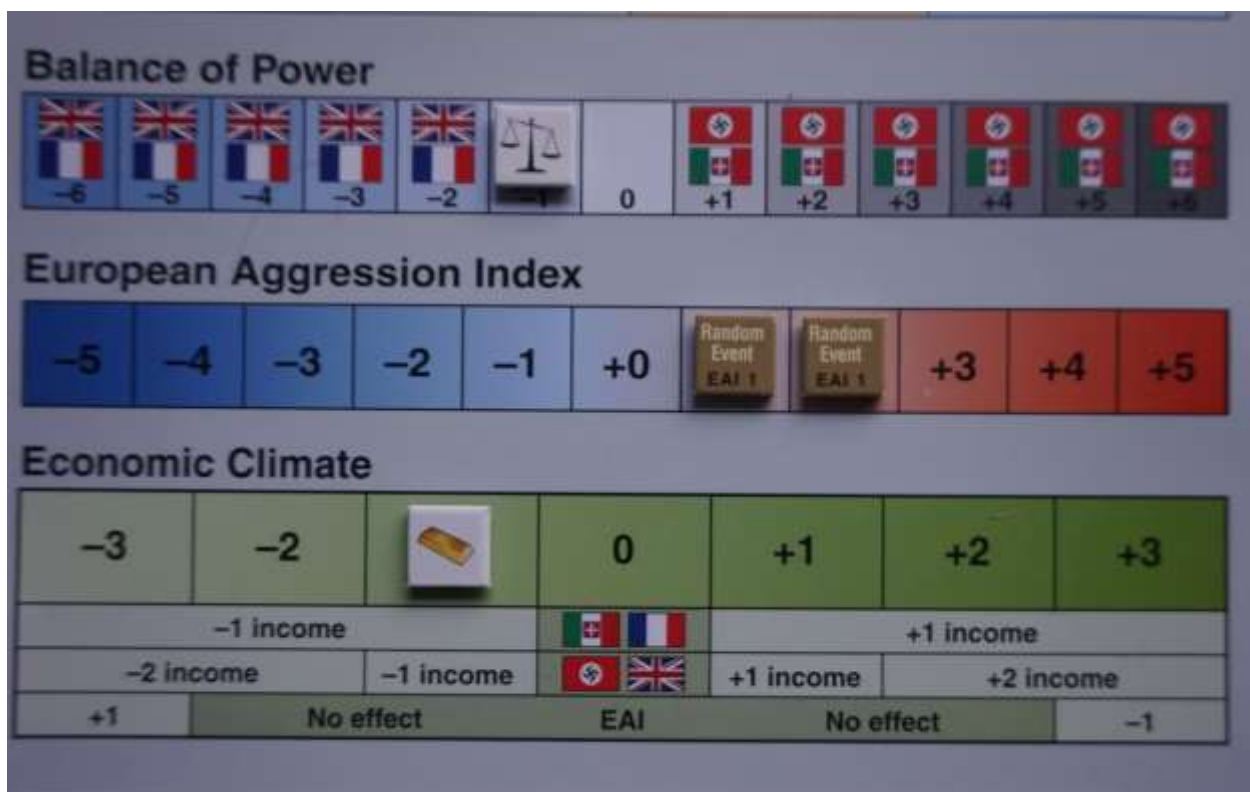 Balance of Power
–6 –5 –4 –3 –2 –1 0 +1 +2 +3 +4 +5 +6
European Aggression Index
–5 –4 –3 –2 –1 +0 Random Event EAI 1 Random Event EAI 1 +3 +4 +5
Economic Climate
–3 –2 0 +1 +2 +3
–1 income +1 income
–2 income –1 income +1 income +2 income
+1 No effect EAI No effect –1